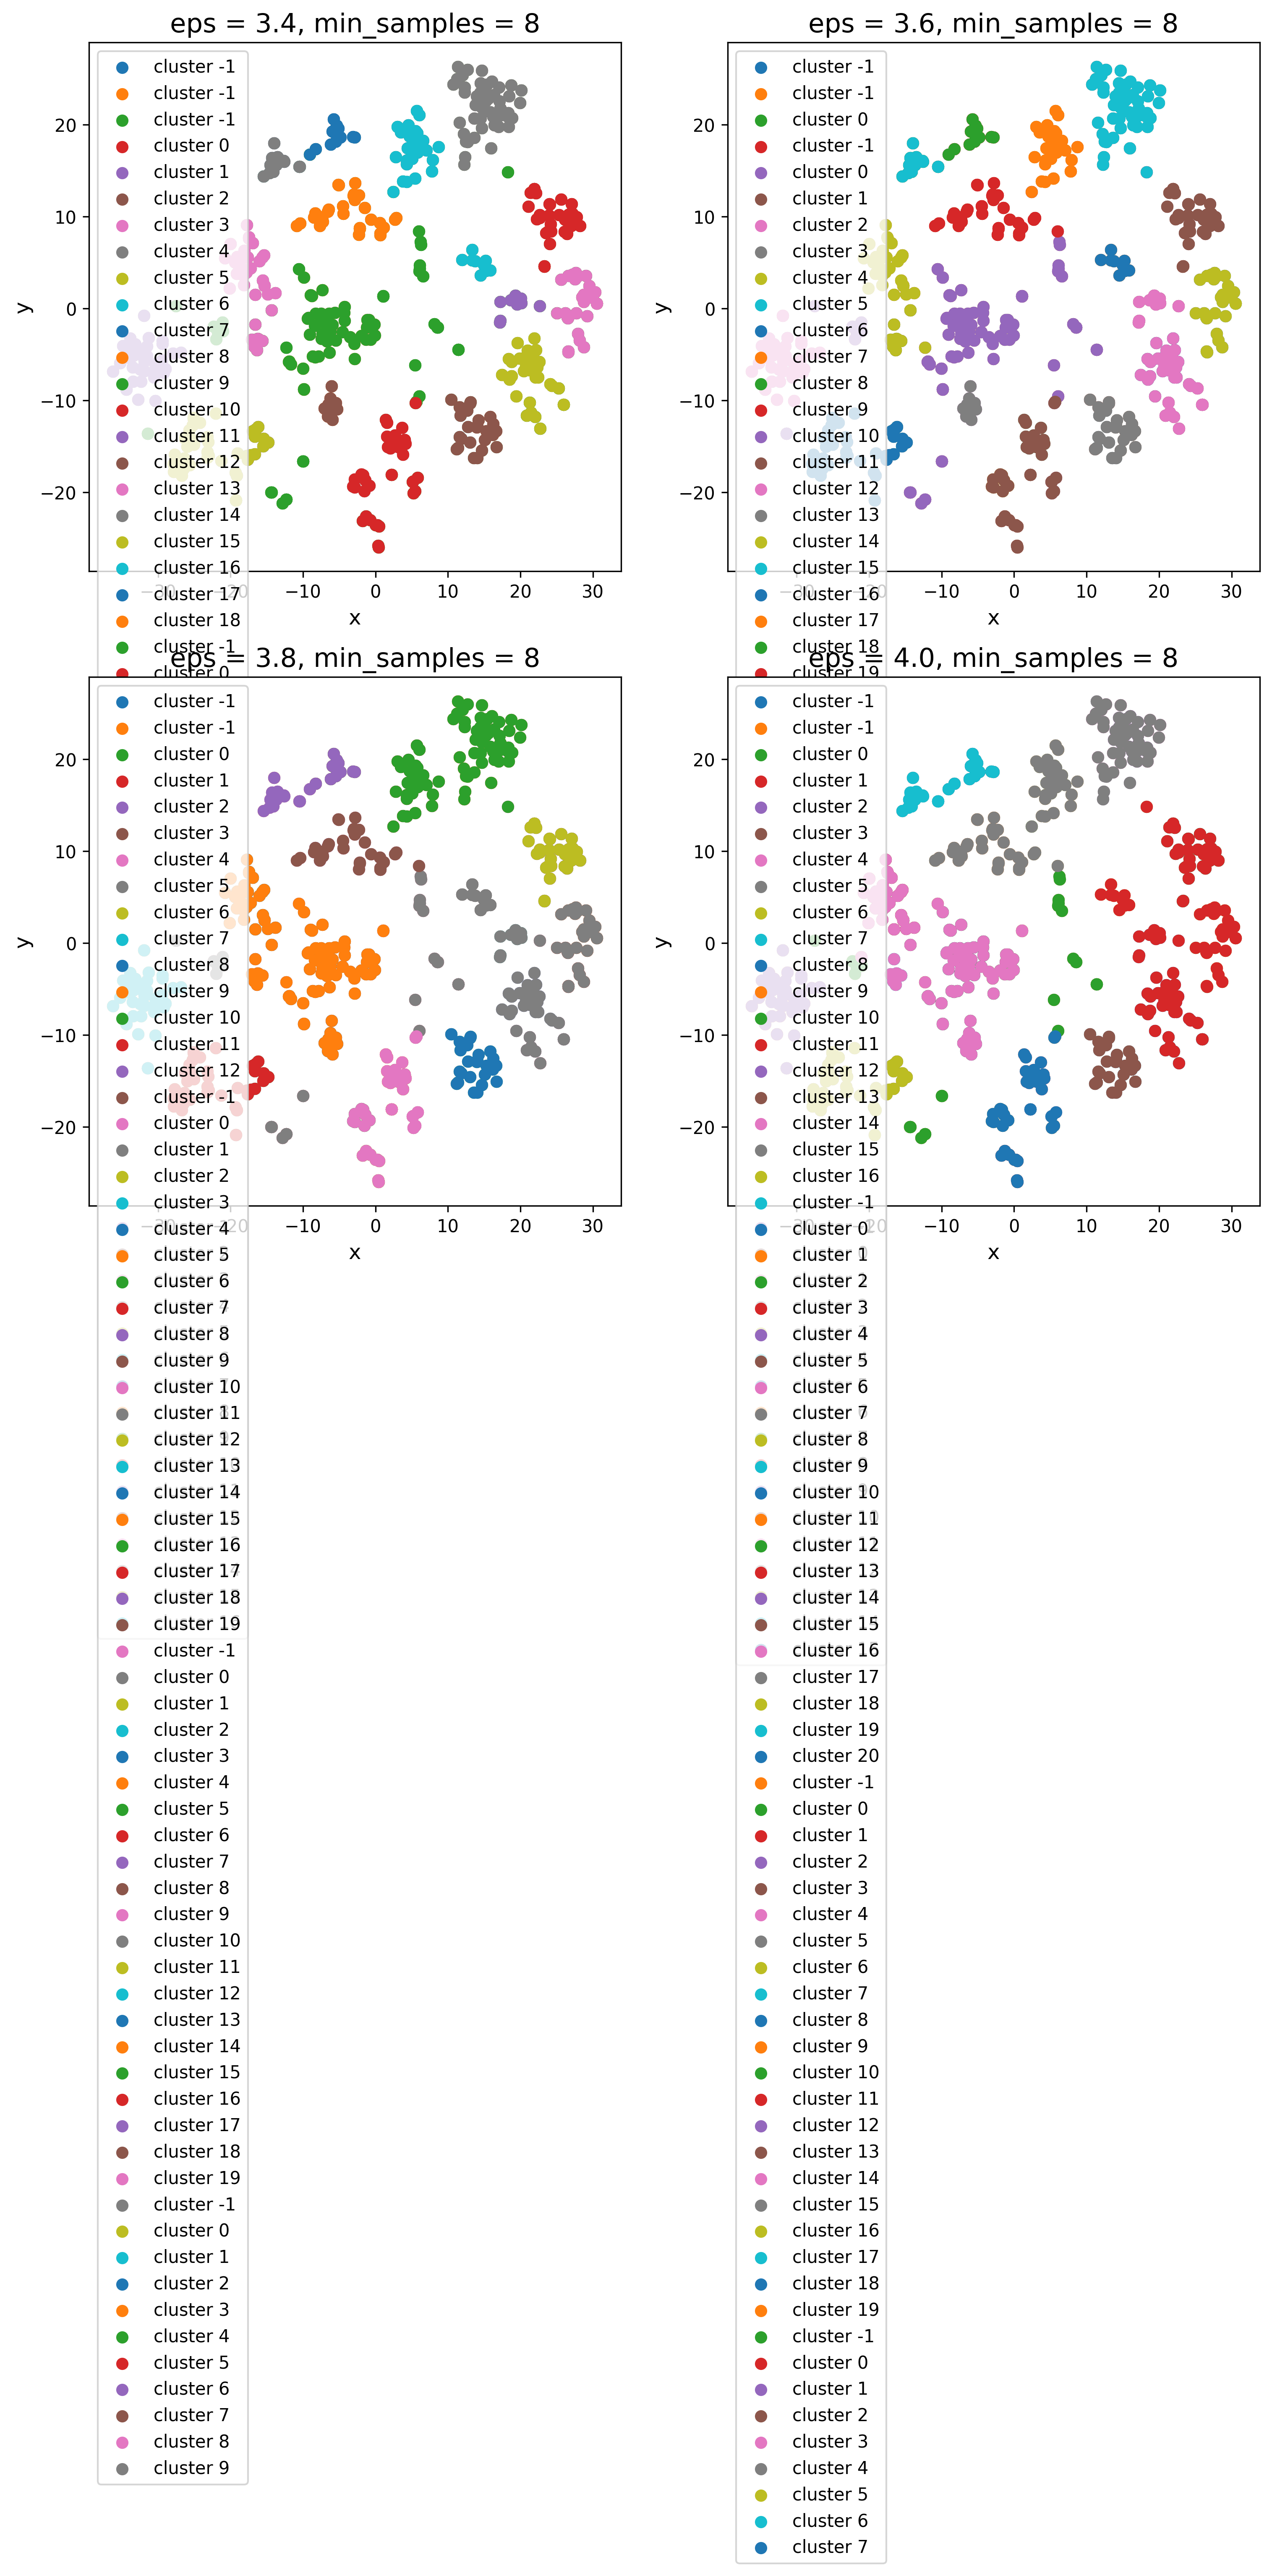 eps = 3.4, min_samples = 8
cluster -1
cluster -1
cluster -1
cluster 0
cluster 1
cluster 2
cluster 3
cluster 4
cluster 5
cluster 6
cluster 7
cluster 8
cluster 9
cluster 10
cluster 11
cluster 12
cluster 13
cluster 14
cluster 15
cluster 16
cluster 17
cluster 18
cluster -1
cluster 0
20
10
0
−10
−20
y
−30
−20
−10
0
10
20
30
x
eps = 3.6, min_samples = 8
cluster -1
cluster -1
cluster 0
cluster -1
cluster 0
cluster 1
cluster 2
cluster 3
cluster 4
cluster 5
cluster 6
cluster 7
cluster 8
cluster 9
cluster 10
cluster 11
cluster 12
cluster 13
cluster 14
cluster 15
cluster 16
cluster 17
cluster 18
cluster 19
20
10
0
−10
−20
y
−30
−20
−10
0
10
20
30
x
eps = 3.8, min_samples = 8
cluster -1
cluster -1
cluster 0
cluster 1
cluster 2
cluster 3
cluster 4
cluster 5
cluster 6
cluster 7
cluster 8
cluster 9
cluster 10
cluster 11
cluster 12
cluster -1
cluster 0
cluster 1
cluster 2
cluster 3
cluster 4
cluster 5
cluster 6
cluster 7
cluster 8
cluster 9
cluster 10
cluster 11
cluster 12
cluster 13
cluster 14
cluster 15
cluster 16
cluster 17
cluster 18
cluster 19
cluster -1
cluster 0
cluster 1
cluster 2
cluster 3
cluster 4
cluster 5
cluster 6
cluster 7
cluster 8
cluster 9
cluster 10
cluster 11
cluster 12
cluster 13
cluster 14
cluster 15
cluster 16
cluster 17
cluster 18
cluster 19
cluster -1
cluster 0
cluster 1
cluster 2
cluster 3
cluster 4
cluster 5
cluster 6
cluster 7
cluster 8
cluster 9
20
10
0
−10
−20
y
−30
−20
−10
0
10
20
30
x
eps = 4.0, min_samples = 8
cluster -1
cluster -1
cluster 0
cluster 1
cluster 2
cluster 3
cluster 4
cluster 5
cluster 6
cluster 7
cluster 8
cluster 9
cluster 10
cluster 11
cluster 12
cluster 13
cluster 14
cluster 15
cluster 16
cluster -1
cluster 0
cluster 1
cluster 2
cluster 3
cluster 4
cluster 5
cluster 6
cluster 7
cluster 8
cluster 9
cluster 10
cluster 11
cluster 12
cluster 13
cluster 14
cluster 15
cluster 16
cluster 17
cluster 18
cluster 19
cluster 20
cluster -1
cluster 0
cluster 1
cluster 2
cluster 3
cluster 4
cluster 5
cluster 6
cluster 7
cluster 8
cluster 9
cluster 10
cluster 11
cluster 12
cluster 13
cluster 14
cluster 15
cluster 16
cluster 17
cluster 18
cluster 19
cluster -1
cluster 0
cluster 1
cluster 2
cluster 3
cluster 4
cluster 5
cluster 6
cluster 7
20
10
0
−10
−20
y
−30
−20
−10
0
10
20
30
x